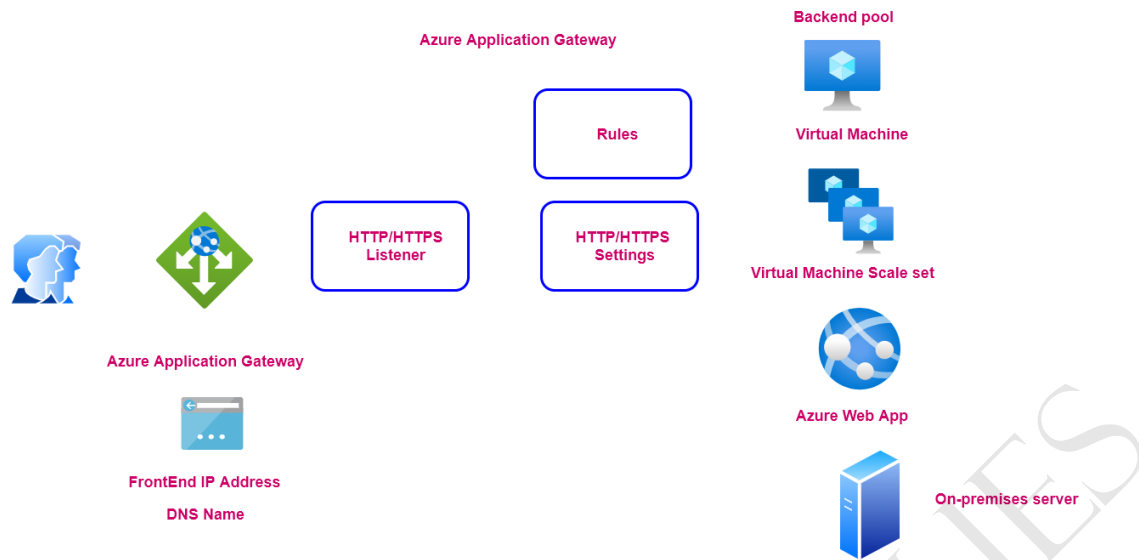 Backend pool
Azure Application Gateway
Rules
Virtual Machine
HTTP/HTTPS
Listener
HTTP/HTTPS
Settings
Virtual Machine Scale set
Azure Application Gateway
Azure Web App
FrontEnd IP Address
DNS Name
On-premises server